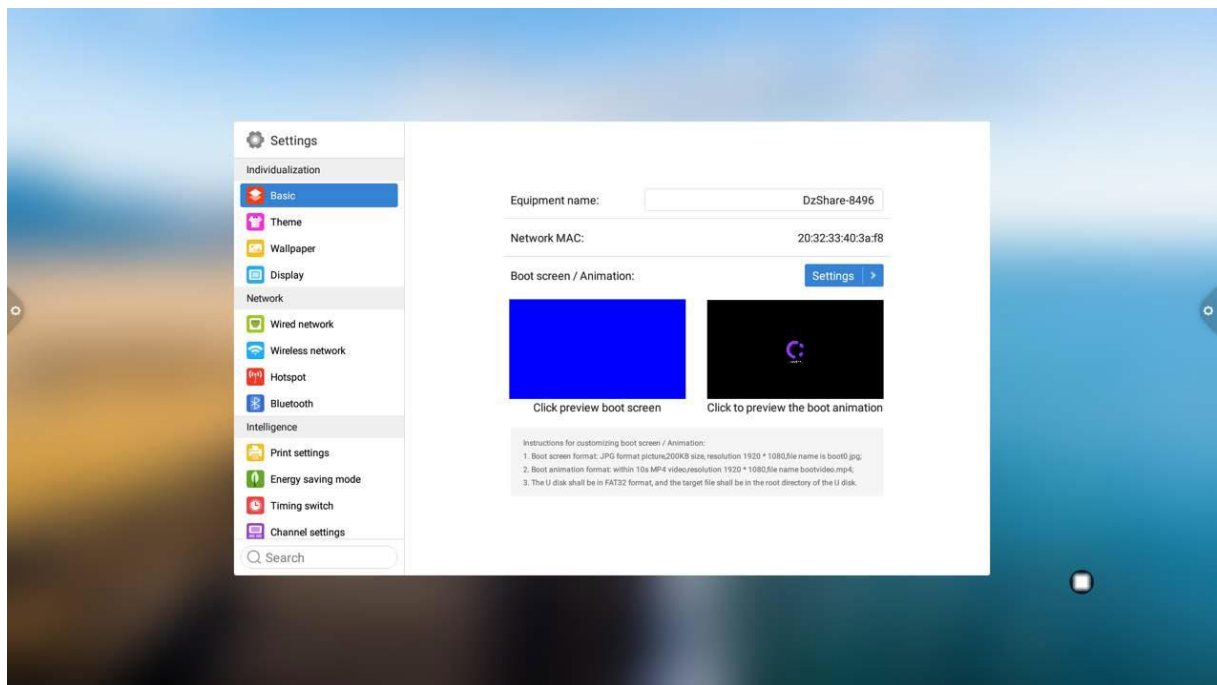 Settings
Individualization
Basic
Theme
Wallpaper
Display
Network
Wired network
Wireless network
Hotspot
Bluetooth
Intelligence
Print settings
Energy saving mode
Timing switch
Channel settings
Search
Equipment name:
DzShare-8496
Network MAC:
20:32:33:40:3a:f8
Boot screen / Animation:
Settings >
Click preview boot screen
Click to preview the boot animation
Instructions for customizing boot screen / Animation:
1. Boot screen format: JPG format picture,200KB size, resolution 1920 * 1080,file name is boot0.jpg;
2. Boot animation format: within 10s MP4 video,resolution 1920 * 1080,file name bootvideo.mp4;
3. The U disk shall be in FAT32 format, and the target file shall be in the root directory of the U disk.